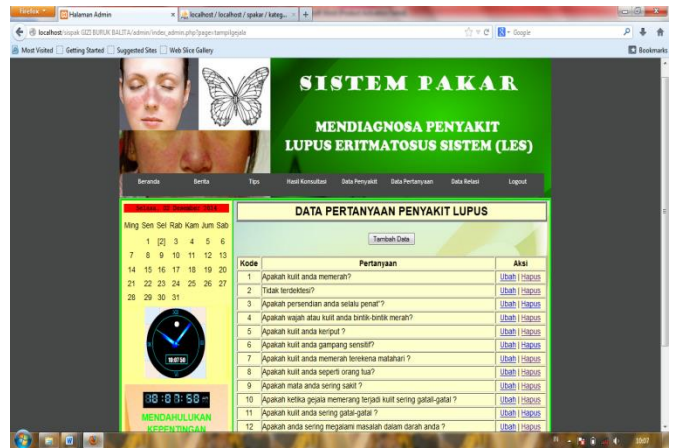 Firefox
Halaman Admin
localhost / localhost / spakar / kateg...
localhost/sispak GIZI BURUK BALITA/admin/index_admin.php?page=tampilgejala
Google
Most Visited Getting Started Suggested Sites Web Slice Gallery
Bookmarks
SISTEM PAKAR
MENDIAGNOSA PENYAKIT
LUPUS ERITMATOSUS SISTEM (LES)
Beranda Berita Tips Hasil Konsultasi Data Penyakit Data Pertanyaan Data Relasi Logout
Ming Sen Sel Rab Kam Jum Sab
1 [2] 3 4 5 6
7 8 9 10 11 12 13
14 15 16 17 18 19 20
21 22 23 24 25 26 27
28 29 30 31
MENDAHULUKAN
KEPENTINGAN
DATA PERTANYAAN PENYAKIT LUPUS
Tambah Data
Kode Pertanyaan Aksi
1 Apakah kulit anda memerah? Ubah | Hapus
2 Tidak terdektesi? Ubah | Hapus
3 Apakah persendian anda selalu penat"? Ubah | Hapus
4 Apakah wajah atau kulit anda bintik-bintik merah? Ubah | Hapus
5 Apakah kulit anda keriput ? Ubah | Hapus
6 Apakah kulit anda gampang sensitif? Ubah | Hapus
7 Apakah kulit anda memerah terekena matahari ? Ubah | Hapus
8 Apakah kulit anda seperti orang tua? Ubah | Hapus
9 Apakah mata anda sering sakit ? Ubah | Hapus
10 Apakah ketika gejala memerang terjadi kulit sering gatal-gatal ? Ubah | Hapus
11 Apakah kulit anda sering gatal-gatal ? Ubah | Hapus
12 Apakah anda sering megalami masalah dalam darah anda ? Ubah | Hapus